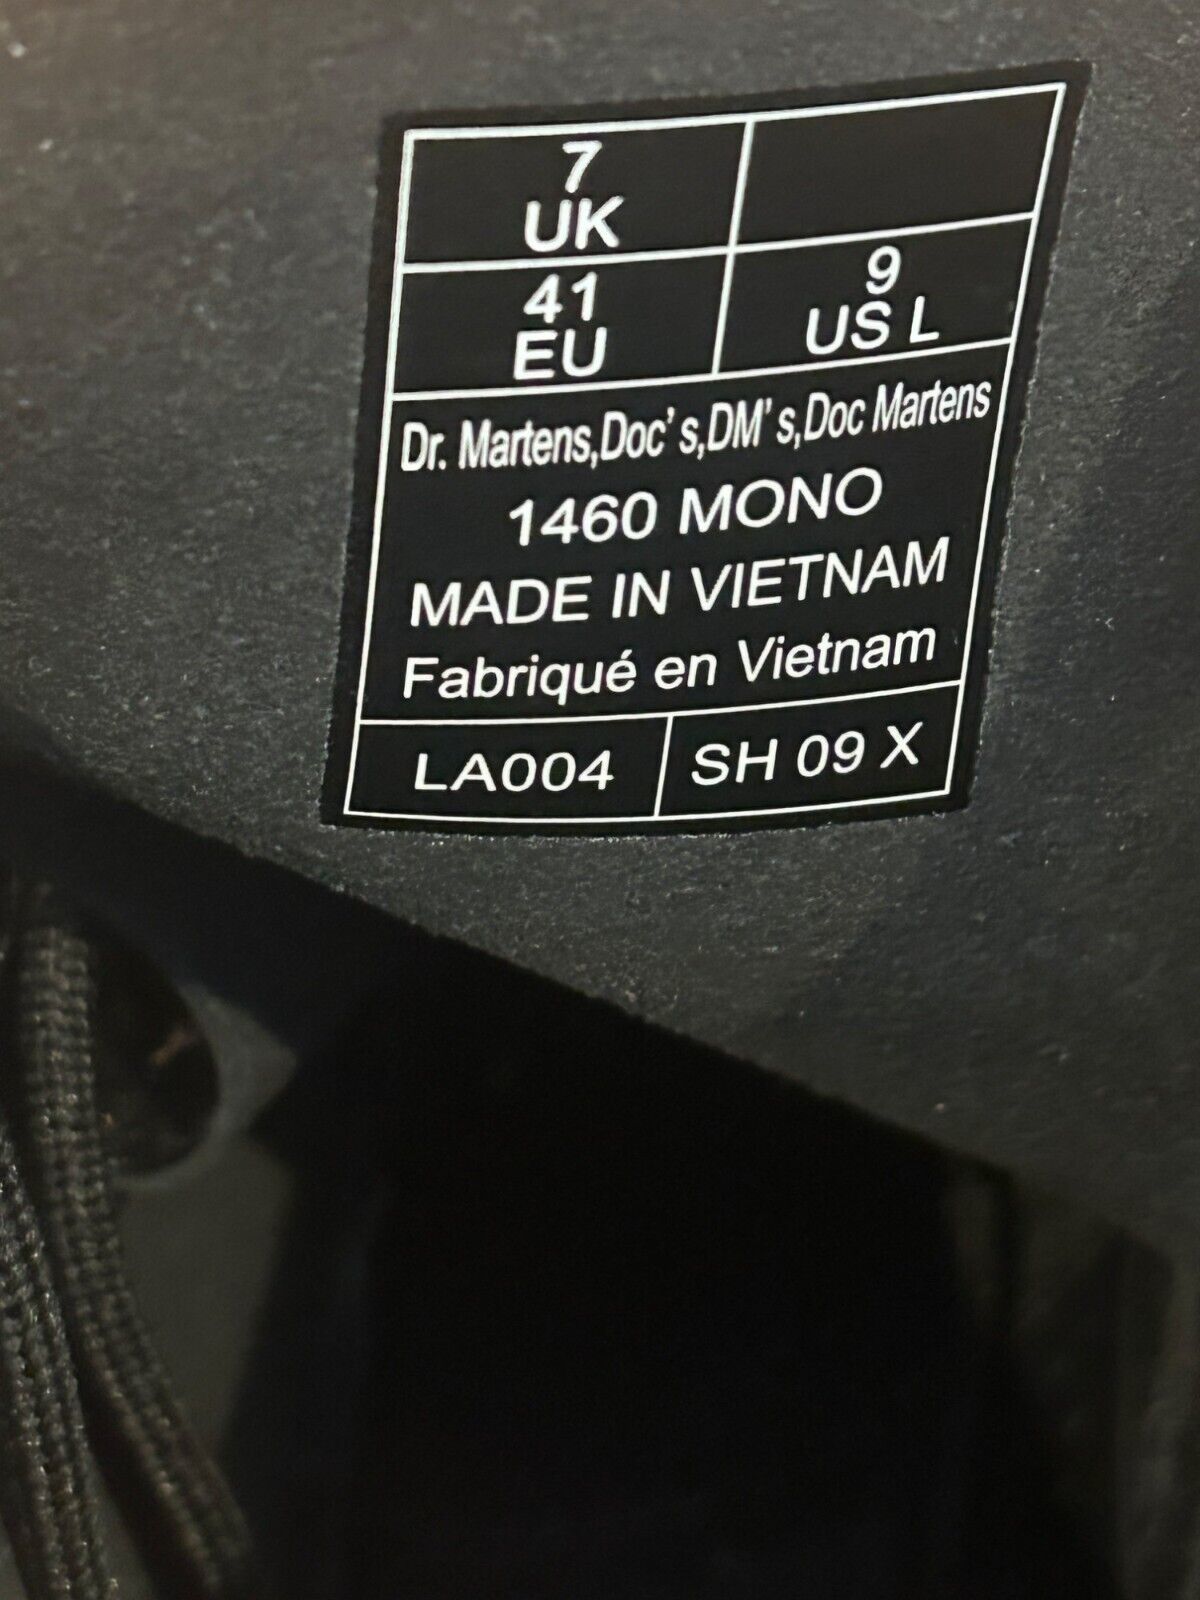 7
UK
41
EU
9
US L
Dr. Martens,Doc's,DM's,Doc Martens
1460 MONO
MADE IN VIETNAM
Fabriqué en Vietnam
LA004
SH 09 X